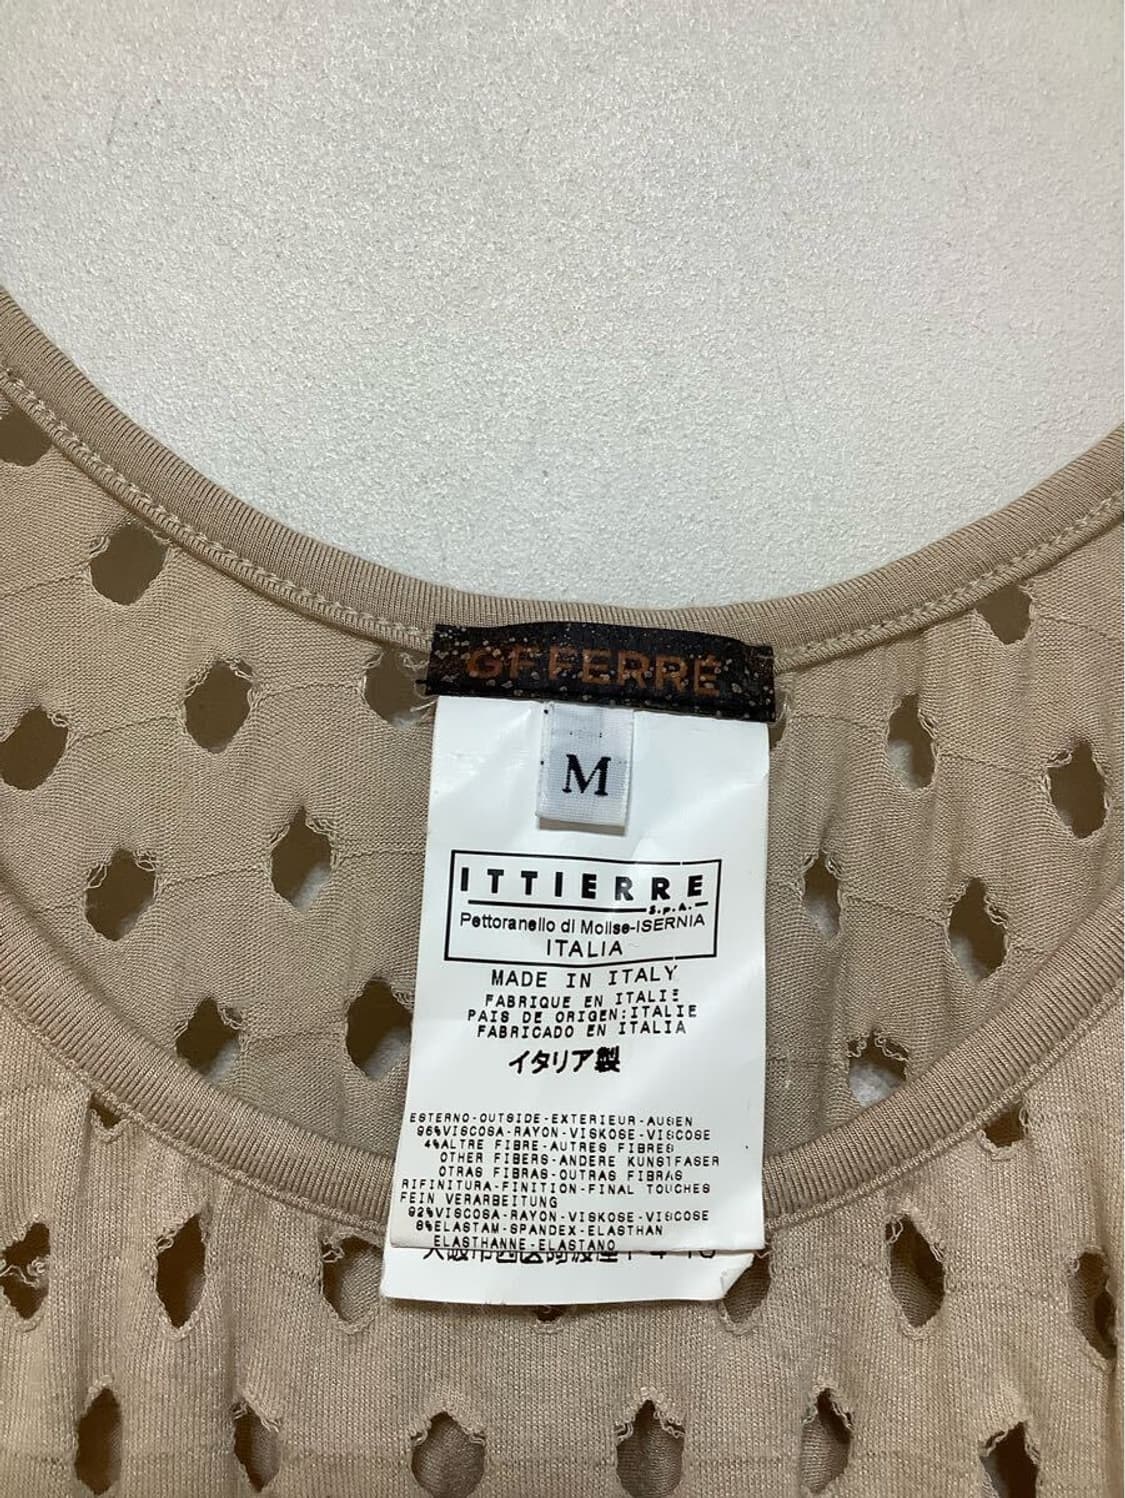 GF FERRE
M
ITTIERRE
S.p.A.
Pettoranello di Molise-ISERNIA
ITALIA
MADE IN ITALY
FABRIQUE EN ITALIE
PAIS DE ORIGEN:ITALIE
FABRICADO EN ITALIA
イタリア製
ESTERNO-OUTSIDE-EXTERIEUR-AUSEN
96%VISCOSA-RAYON-VISKOSE-VISCOSE
4%ALTRE FIBRE-AUTRES FIBRES
OTHER FIBERS-ANDERE KUNSTFASER
OTRAS FIBRAS-OUTRAS FIBRAS
RIFINITURA-FINITION-FINAL TOUCHES
FEIN VERARBEITUNG
92%VISCOSA-RAYON-VISKOSE-VISCOSE
8%ELASTAM-SPANDEX-ELASTHAN
ELASTHANNE-ELASTANO